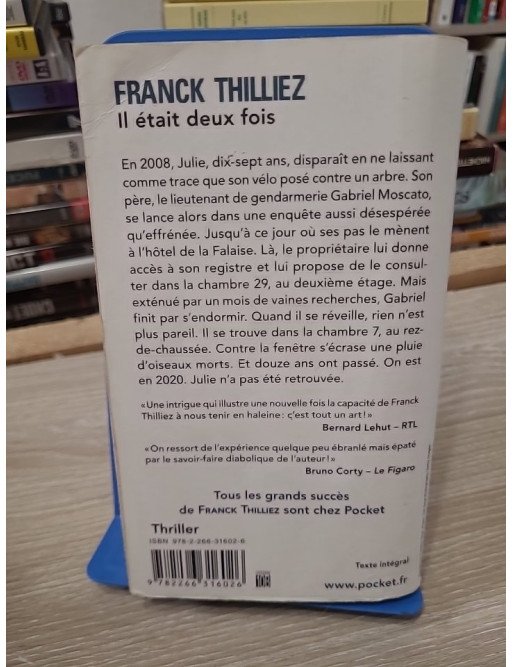 FRANCK THILLIEZ
Il était deux fois
En 2008, Julie, dix-sept ans, disparaît en ne laissant
comme trace que son vélo posé contre un arbre. Son
père, le lieutenant de gendarmerie Gabriel Moscato,
se lance alors dans une enquête aussi désespérée
qu'effrénée. Jusqu'à ce jour où ses pas le mènent
à l'hôtel de la Falaise. Là, le propriétaire lui donne
accès à son registre et lui propose de le consul-
ter dans la chambre 29, au deuxième étage. Mais
exténué par un mois de vaines recherches, Gabriel
finit par s'endormir. Quand il se réveille, rien n'est
plus pareil. Il se trouve dans la chambre 7, au rez-
de-chaussée. Contre la fenêtre s'écrase une pluie
d'oiseaux morts. Et douze ans ont passé. On est
en 2020. Julie n'a pas été retrouvée.
«Une intrigue qui illustre une nouvelle fois la capacité de Franck
Thilliez à nous tenir en haleine : c'est tout un art!»
Bernard Lehut – RTL
«On ressort de l'expérience quelque peu ébranlé mais épaté
par le savoir-faire diabolique de l'auteur!»
Bruno Corty – Le Figaro
Tous les grands succès
de FRANCK THILLIEZ sont chez Pocket
Thriller
ISBN 978-2-266-31602-6
9 782266 316026
Texte intégral
www.pocket.fr